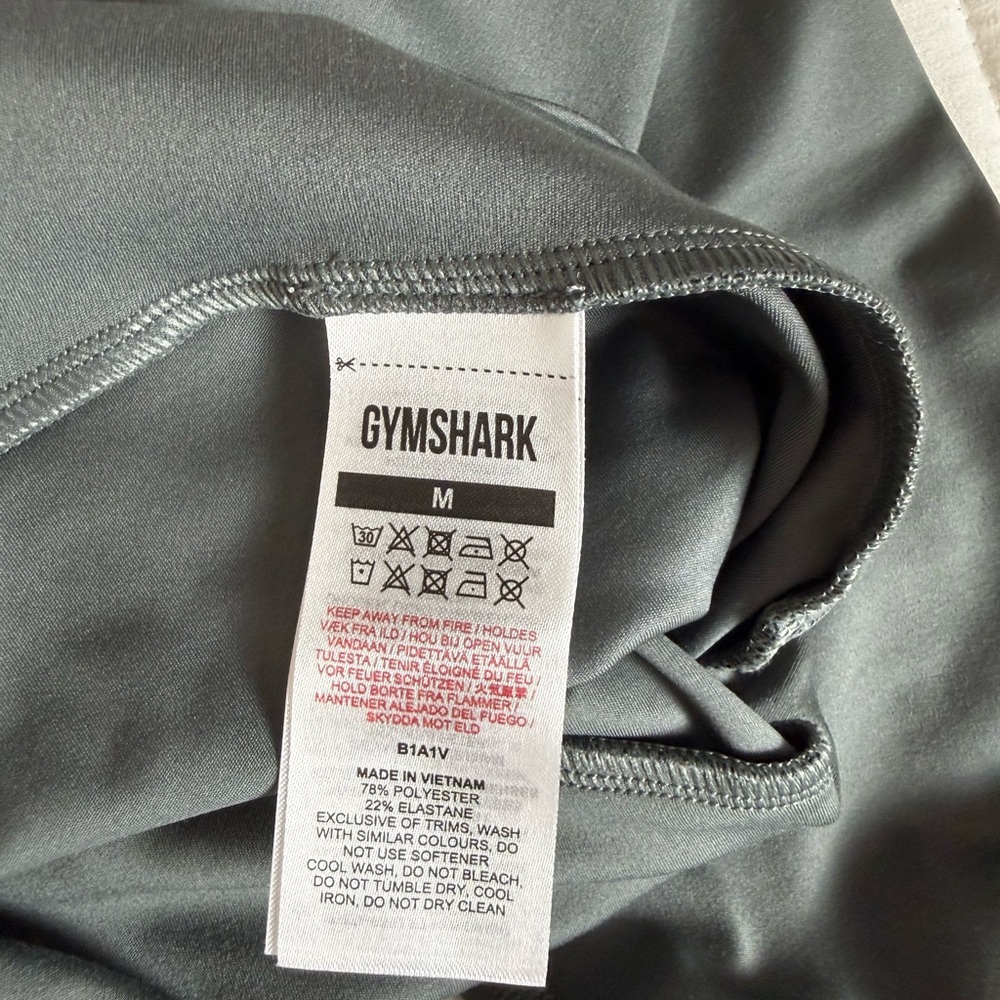 GYMSHARK
M
30
KEEP AWAY FROM FIRE / HOLDES
VÆK FRA ILD / HOU BIJ OPEN VUUR
VANDAAN / PIDETTÄVÄ ETÄÄLLÄ
TULESTA / TENIR ÉLOIGNÉ DU FEU /
VOR FEUER SCHÜTZEN / 火気厳禁 /
HOLD BORTE FRA FLAMMER /
MANTENER ALEJADO DEL FUEGO /
SKYDDA MOT ELD
B1A1V
MADE IN VIETNAM
78% POLYESTER
22% ELASTANE
EXCLUSIVE OF TRIMS, WASH
WITH SIMILAR COLOURS, DO
NOT USE SOFTENER
COOL WASH, DO NOT BLEACH,
DO NOT TUMBLE DRY, COOL
IRON, DO NOT DRY CLEAN